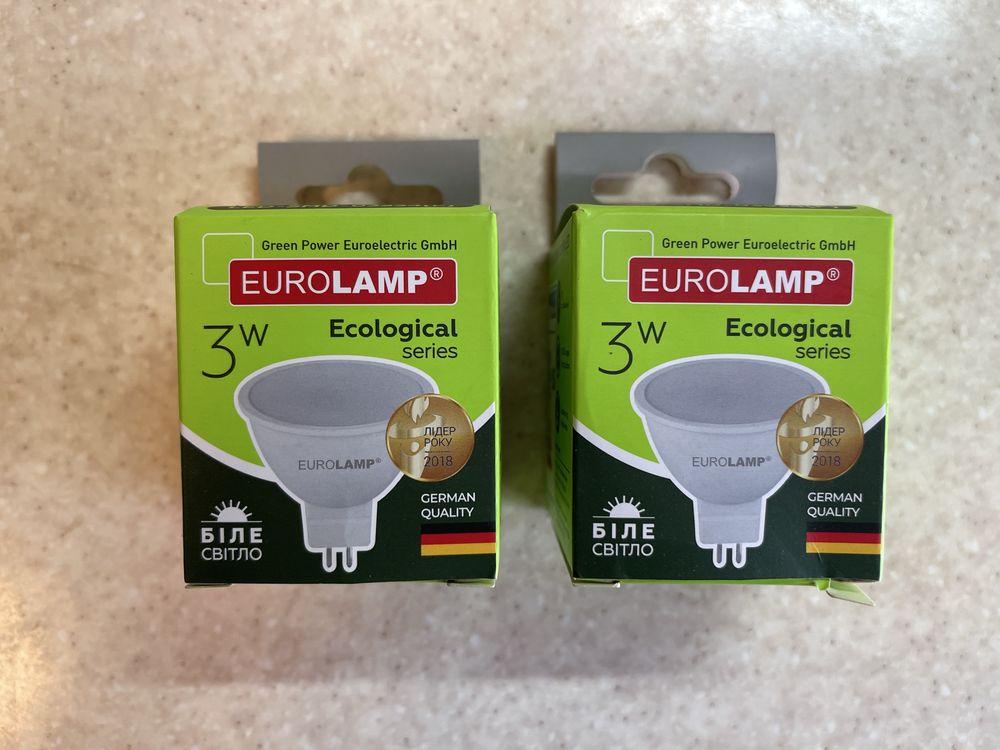 Green Power Euroelectric GmbH
EUROLAMP®
3W
Ecological
series
EUROLAMP®
ЛІДЕР
РОКУ
2018
GERMAN
QUALITY
БІЛЕ
СВІТЛО
Green Power Euroelectric GmbH
EUROLAMP®
3W
Ecological
series
EUROLAMP®
ЛІДЕР
РОКУ
2018
GERMAN
QUALITY
БІЛЕ
СВІТЛО